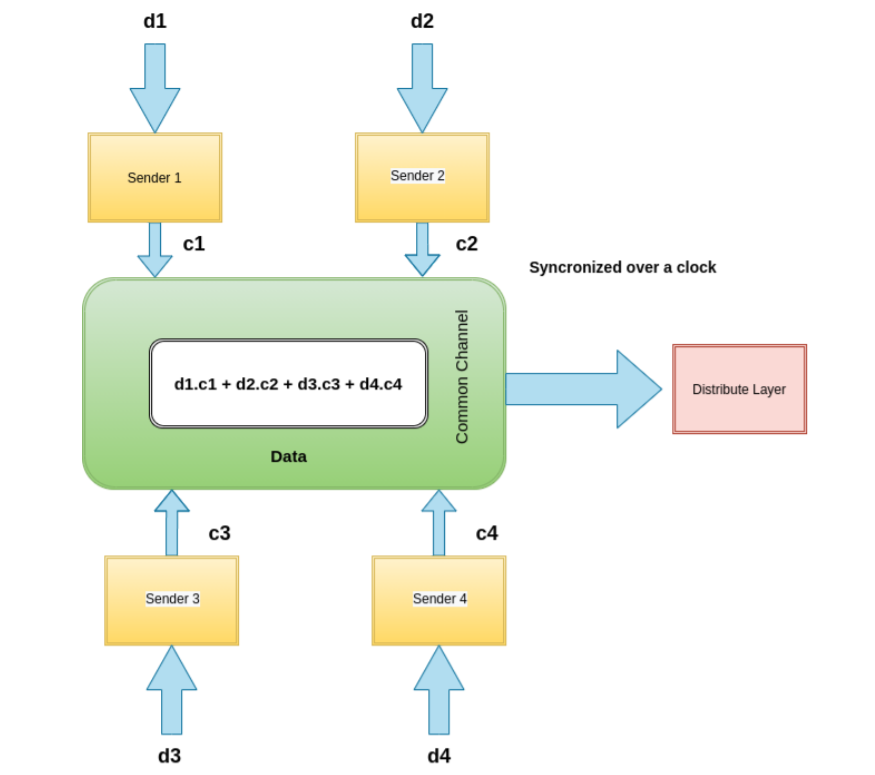 d1
d2
Sender 1
Sender 2
c1
c2
Syncronized over a clock
Common Channel
d1.c1 + d2.c2 + d3.c3 + d4.c4
Distribute Layer
Data
c3
c4
Sender 3
Sender 4
d3
d4